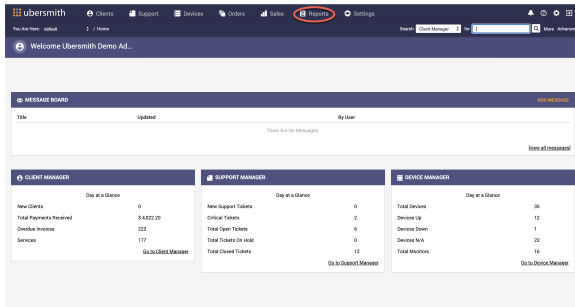 ubersmith Clients Support Devices Orders Sales Reports Settings
You Are Here: default / Home Search Client Manager for More Advance
Welcome Ubersmith Demo Ad...
MESSAGE BOARD ADD MESSAGE
Title Updated By User
There Are No Messages.
[view all messages]
CLIENT MANAGER
Day at a Glance
New Clients 0
Total Payments Received $ 4,022.20
Overdue Invoices 223
Services 177
Go to Client Manager
SUPPORT MANAGER
Day at a Glance
New Support Tickets 0
Critical Tickets 2
Total Open Tickets 6
Total Tickets On Hold 0
Total Closed Tickets 12
Go to Support Manager
DEVICE MANAGER
Day at a Glance
Total Devices 35
Devices Up 12
Devices Down 1
Devices N/A 22
Total Monitors 16
Go to Device Manager